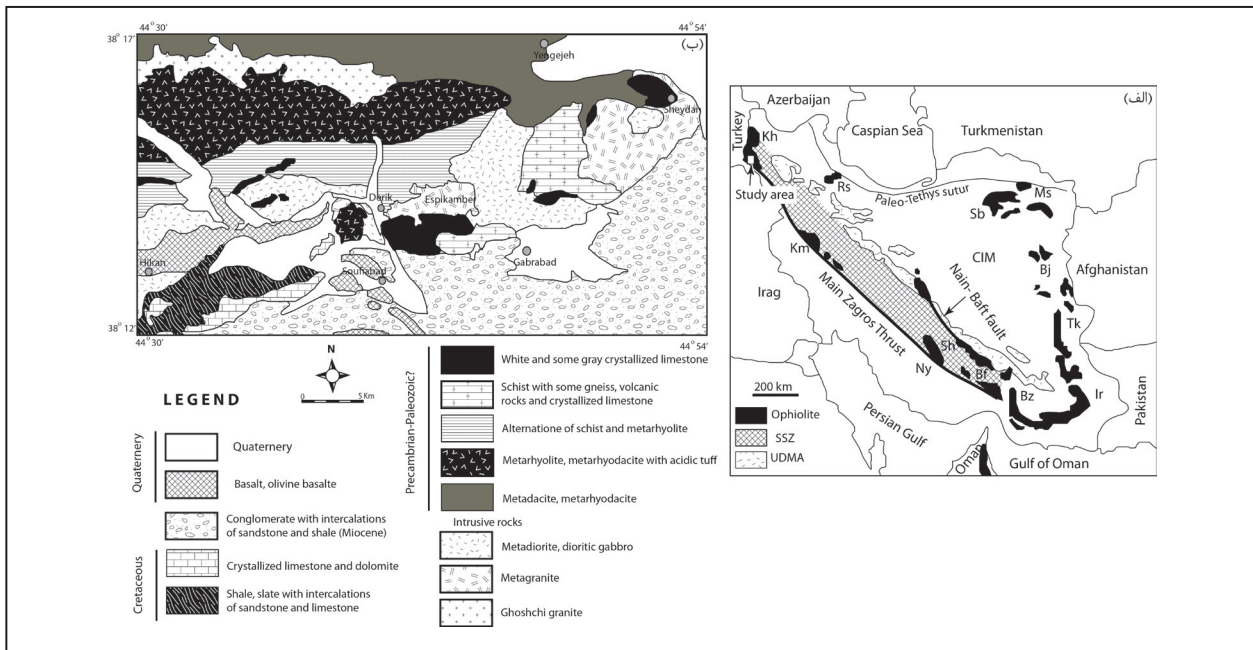 44° 30'
44° 54'
38° 17'
(ب)
Yengejeh
Sheydan
Derik
Espikamber
Hilran
Gabrabad
38° 12'
44° 30'
44° 54'
N
0 5 Km
LEGEND
Quaternery
Quaternery
Basalt, olivine basalte
Conglomerate with intercalations
of sandstone and shale (Miocene)
Cretaceous
Crystallized limestone and dolomite
Shale, slate with intercalations
of sandstone and limestone
Precambrian-Paleozoic?
White and some gray crystallized limestone
Schist with some gneiss, volcanic
rocks and crystallized limestone
Alternatione of schist and metarhyolite
Metarhyolite, metarhyodacite with acidic tuff
Metadacite, metarhyodacite
Intrusive rocks
Metadiorite, dioritic gabbro
Metagranite
Ghoshchi granite
(الف)
Azerbaijan
Caspian Sea
Turkmenistan
Turkey
Kh
Study area
Rs
Paleo-Tethys sutur
Ms
Sb
CIM
Km
Bj
Afghanistan
Irag
Main Zagros Thrust
Nain- Baft fault
Tk
Sh
Ny
Bf
Bz
Ir
200 km
Persian Gulf
Pakistan
Ophiolite
SSZ
UDMA
Oman
Gulf of Oman